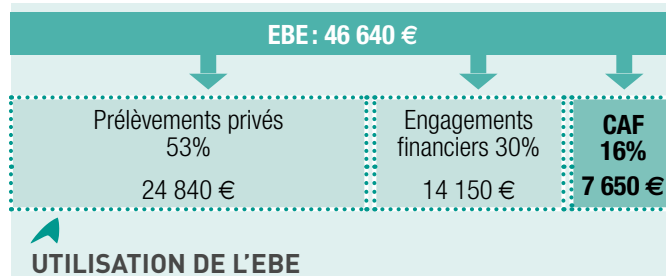 EBE : 46 640 €
Prélèvements privés
53%
24 840 €
Engagements
financiers 30%
14 150 €
CAF
16%
7 650 €
UTILISATION DE L'EBE